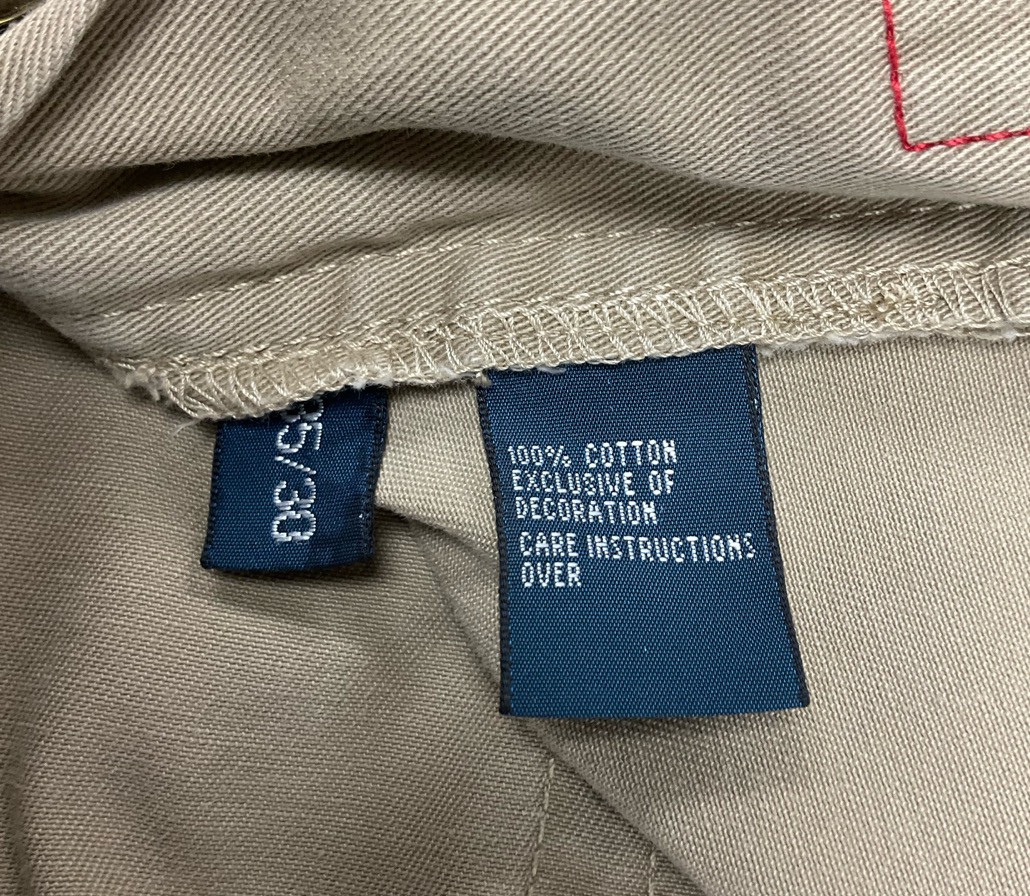 35/30
100% COTTON
EXCLUSIVE OF
DECORATION
CARE INSTRUCTIONS
OVER